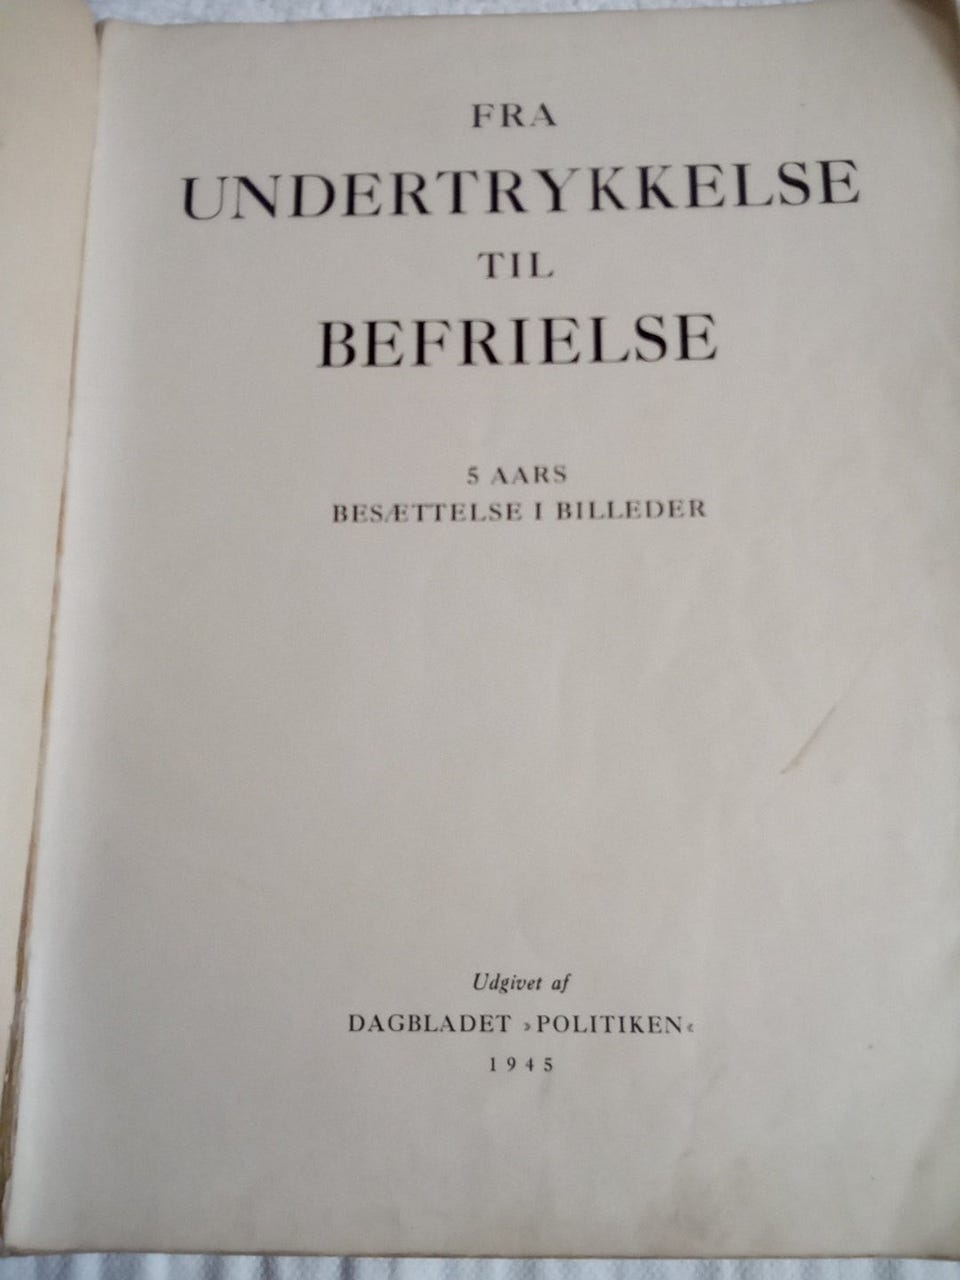 FRA
UNDERTRYKKELSE
TIL
BEFRIELSE
5 AARS
BESÆTTELSE I BILLEDER
Udgivet af
DAGBLADET »POLITIKEN«
1945